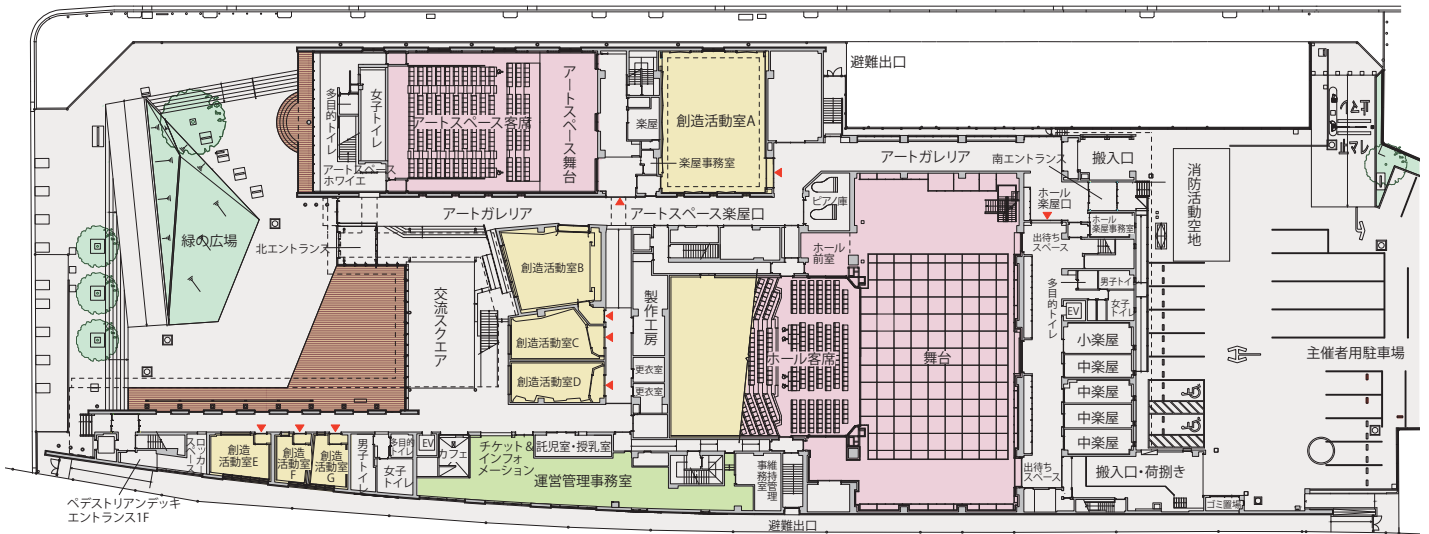 避難出口
多目的トイレ
女子トイレ
アートスペース客席
アートスペース舞台
アートスペース
ホワイエ
楽屋
創造活動室A
楽屋事務室
アートガレリア
南エントランス
搬入口
消防活動空地
ピアノ庫
ホール
楽屋口
ホール
楽屋事務室
アートガレリア
アートスペース楽屋口
緑の広場
北エントランス
創造活動室B
ホール
前室
出待ち
スペース
多目的トイレ
男子トイレ
女子
トイレ
EV
交流スクエア
製作工房
創造活動室C
創造活動室D
更衣室
更衣室
ホール客席
舞台
小楽屋
中楽屋
中楽屋
中楽屋
中楽屋
主催者用駐車場
ロッカー
スペース
創造
活動室E
創造
活動室
F
創造
活動室
G
男子トイレ
多目的
トイレ
女子
トイレ
EV
カフェ
チケット&
インフォ
メーション
託児室・授乳室
運営管理事務室
維持管理
事務室
出待ち
スペース
搬入口・荷捌き
ゴミ置場
ペデストリアンデッキ
エントランス1F
避難出口